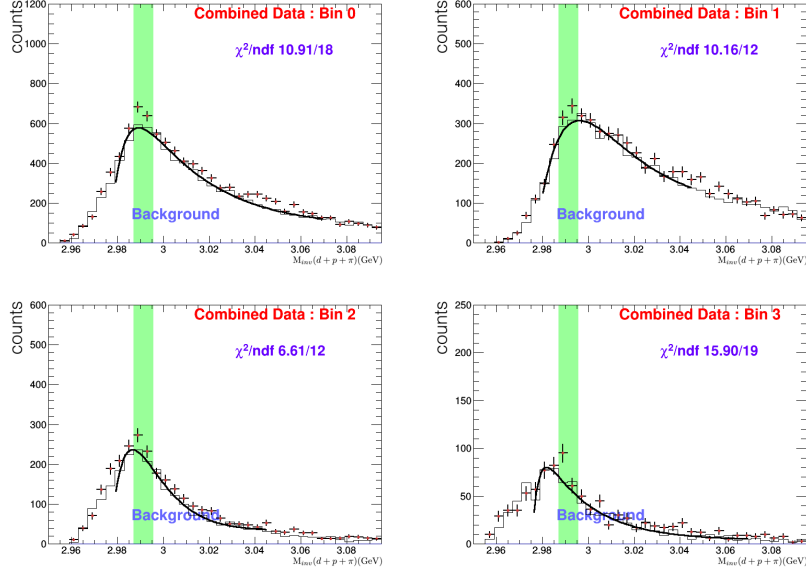 counts
1200
1000
800
600
400
200
0
Combined Data : Bin 0
χ²/ndf 10.91/18
Background
2.96 2.98 3 3.02 3.04 3.06 3.08
M_inv(d + p + π)(GeV)
counts
600
500
400
300
200
100
0
Combined Data : Bin 1
χ²/ndf 10.16/12
Background
2.96 2.98 3 3.02 3.04 3.06 3.08
M_inv(d + p + π)(GeV)
counts
600
500
400
300
200
100
0
Combined Data : Bin 2
χ²/ndf 6.61/12
Background
2.96 2.98 3 3.02 3.04 3.06 3.08
M_inv(d + p + π)(GeV)
counts
250
200
150
100
50
0
Combined Data : Bin 3
χ²/ndf 15.90/19
Background
2.96 2.98 3 3.02 3.04 3.06 3.08
M_inv(d + p + π)(GeV)